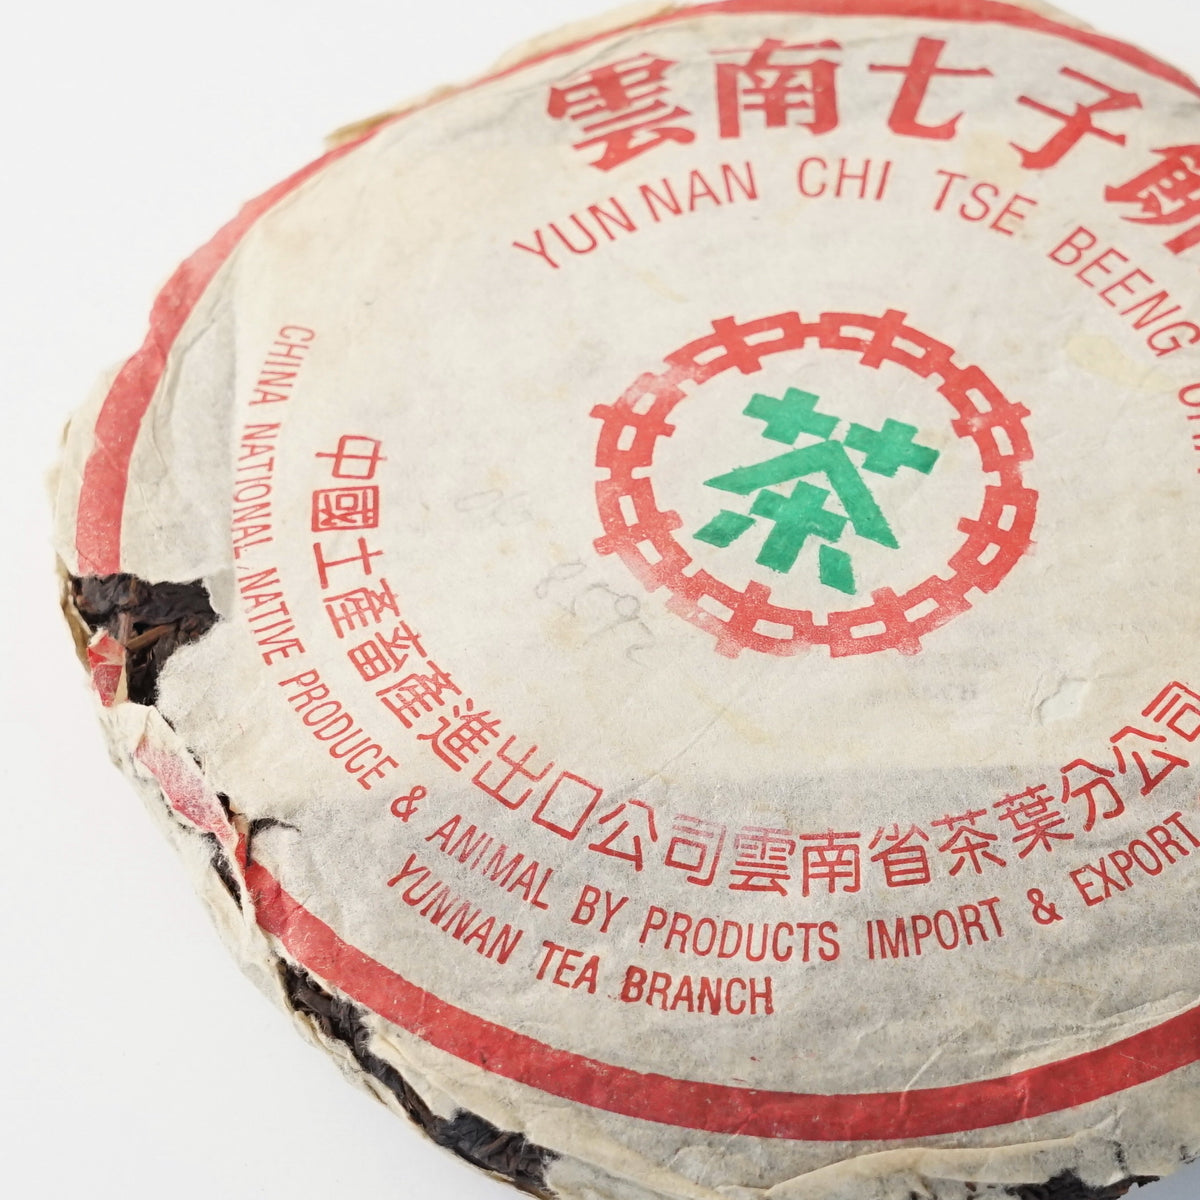 雲南七子餅
YUNNAN CHI TSE BEENG
茶
8592
中國土產畜產進出口公司雲南省茶葉分公司
CHINA NATIONAL NATIVE PRODUCE & ANIMAL BY PRODUCTS IMPORT & EXPORT
YUNNAN TEA BRANCH